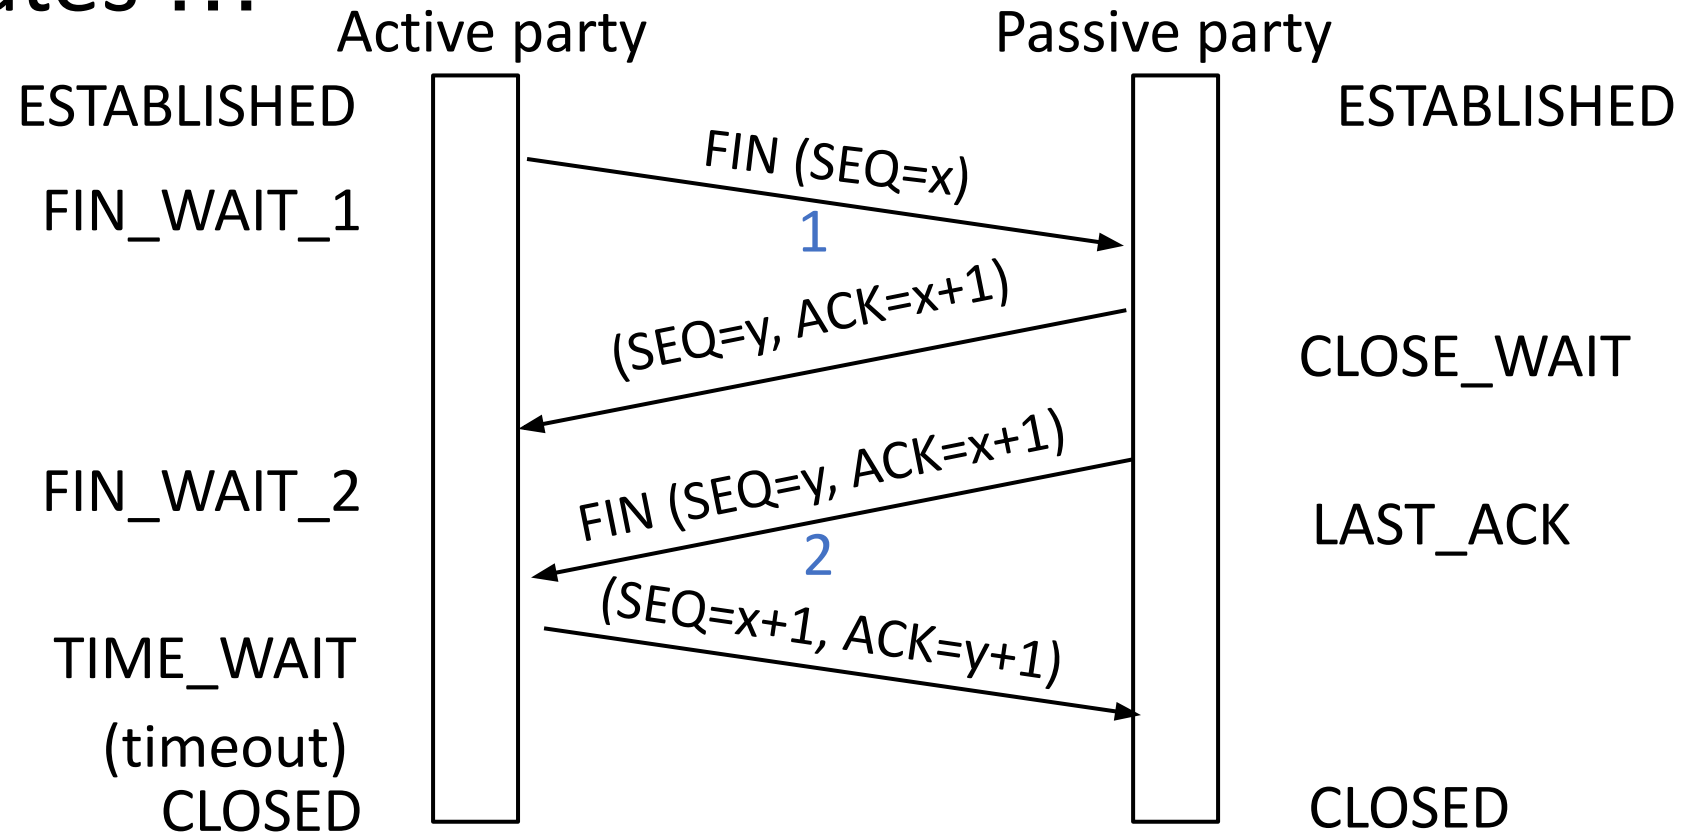 Active party
Passive party
ESTABLISHED
ESTABLISHED
FIN (SEQ=x)
FIN_WAIT_1
1
(SEQ=y, ACK=x+1)
CLOSE_WAIT
FIN (SEQ=y, ACK=x+1)
FIN_WAIT_2
LAST_ACK
2
(SEQ=x+1, ACK=y+1)
TIME_WAIT
(timeout)
CLOSED
CLOSED